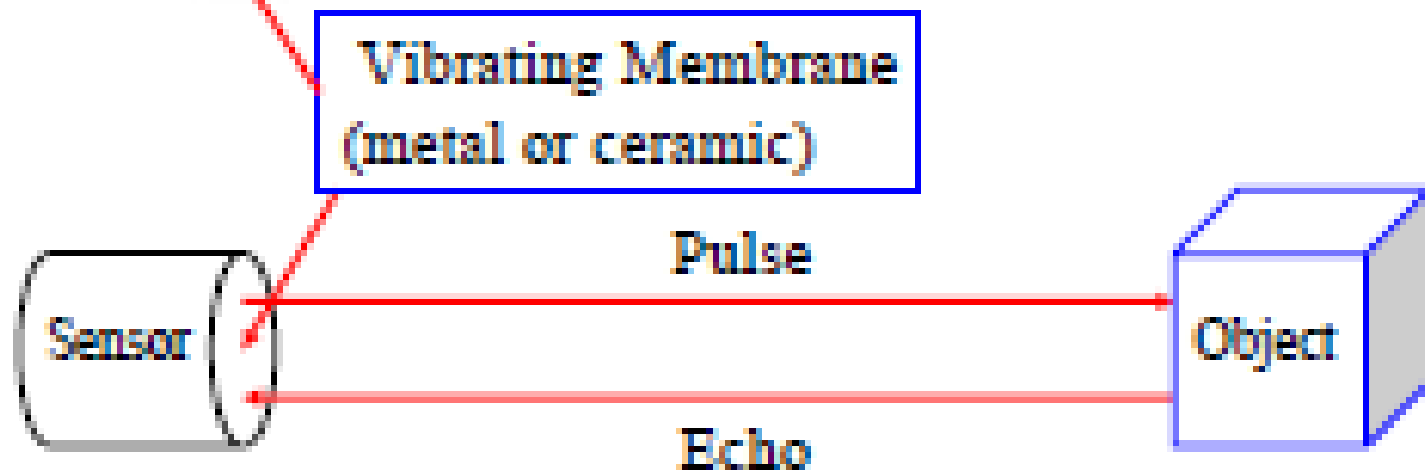 Vibrating Membrane
(metal or ceramic)
Pulse
Sensor
Object
Echo